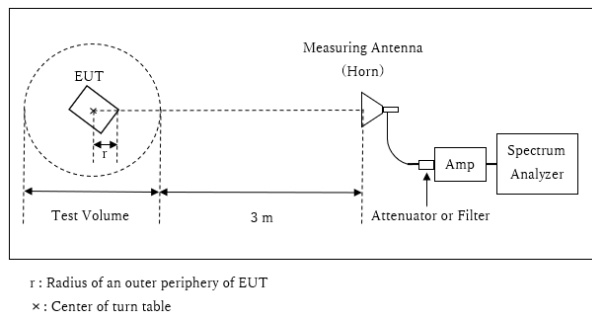 Measuring Antenna
(Horn)
EUT
r
Amp
Spectrum
Analyzer
Test Volume
3 m
Attenuator or Filter
r : Radius of an outer periphery of EUT
× : Center of turn table